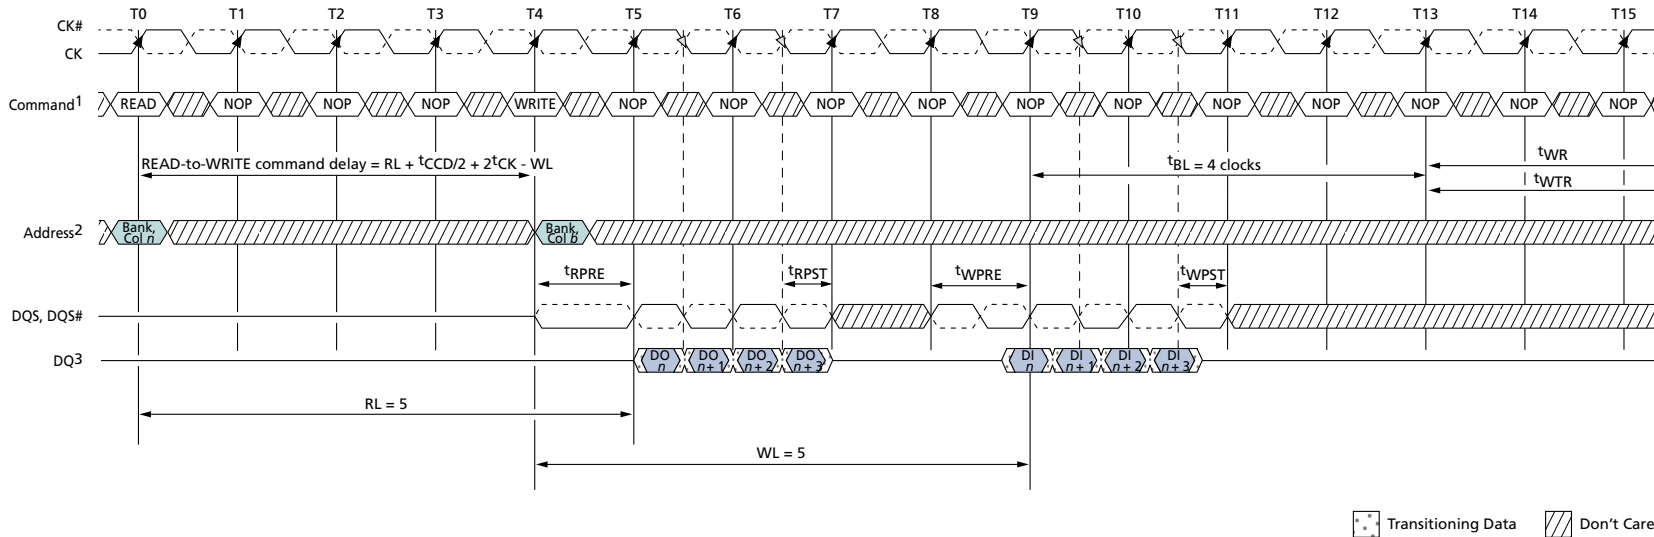 T0 T1 T2 T3 T4 T5 T6 T7 T8 T9 T10 T11 T12 T13 T14 T15
CK#
CK
Command1 READ NOP NOP NOP WRITE NOP NOP NOP NOP NOP NOP NOP NOP NOP NOP NOP
READ-to-WRITE command delay = RL + tCCD/2 + 2tCK - WL
tBL = 4 clocks
tWR
tWTR
Address2
Bank, Col n
Bank, Col b
tRPRE tRPST tWPRE tWPST
DQS, DQS#
DQ3
DO n
DO n + 1
DO n + 2
DO n + 3
DI n
DI n + 1
DI n + 2
DI n + 3
RL = 5
WL = 5
Transitioning Data
Don't Care